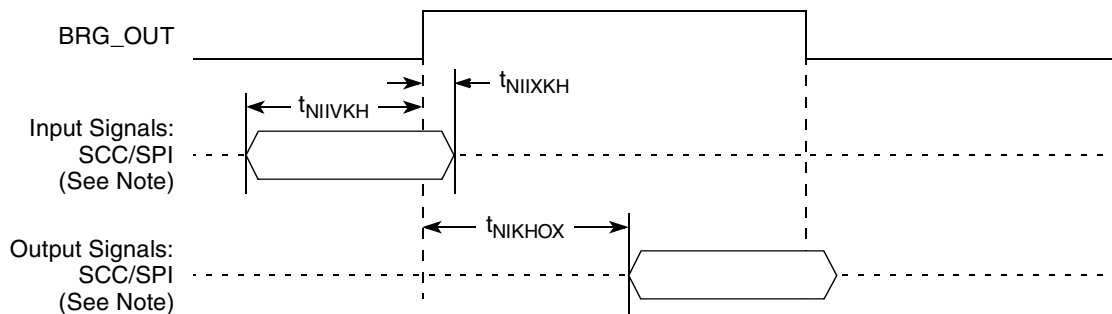 BRG_OUT
tNIIXKH
tNIIVKH
Input Signals:
SCC/SPI
(See Note)
tNIKHOX
Output Signals:
SCC/SPI
(See Note)